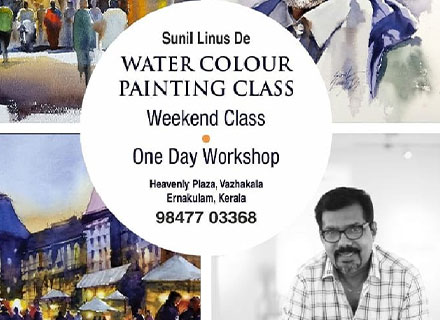 Sunil Linus De
WATER COLOUR
PAINTING CLASS
Weekend Class
One Day Workshop
Heavenly Plaza, Vazhakala
Ernakulam, Kerala
98477 03368